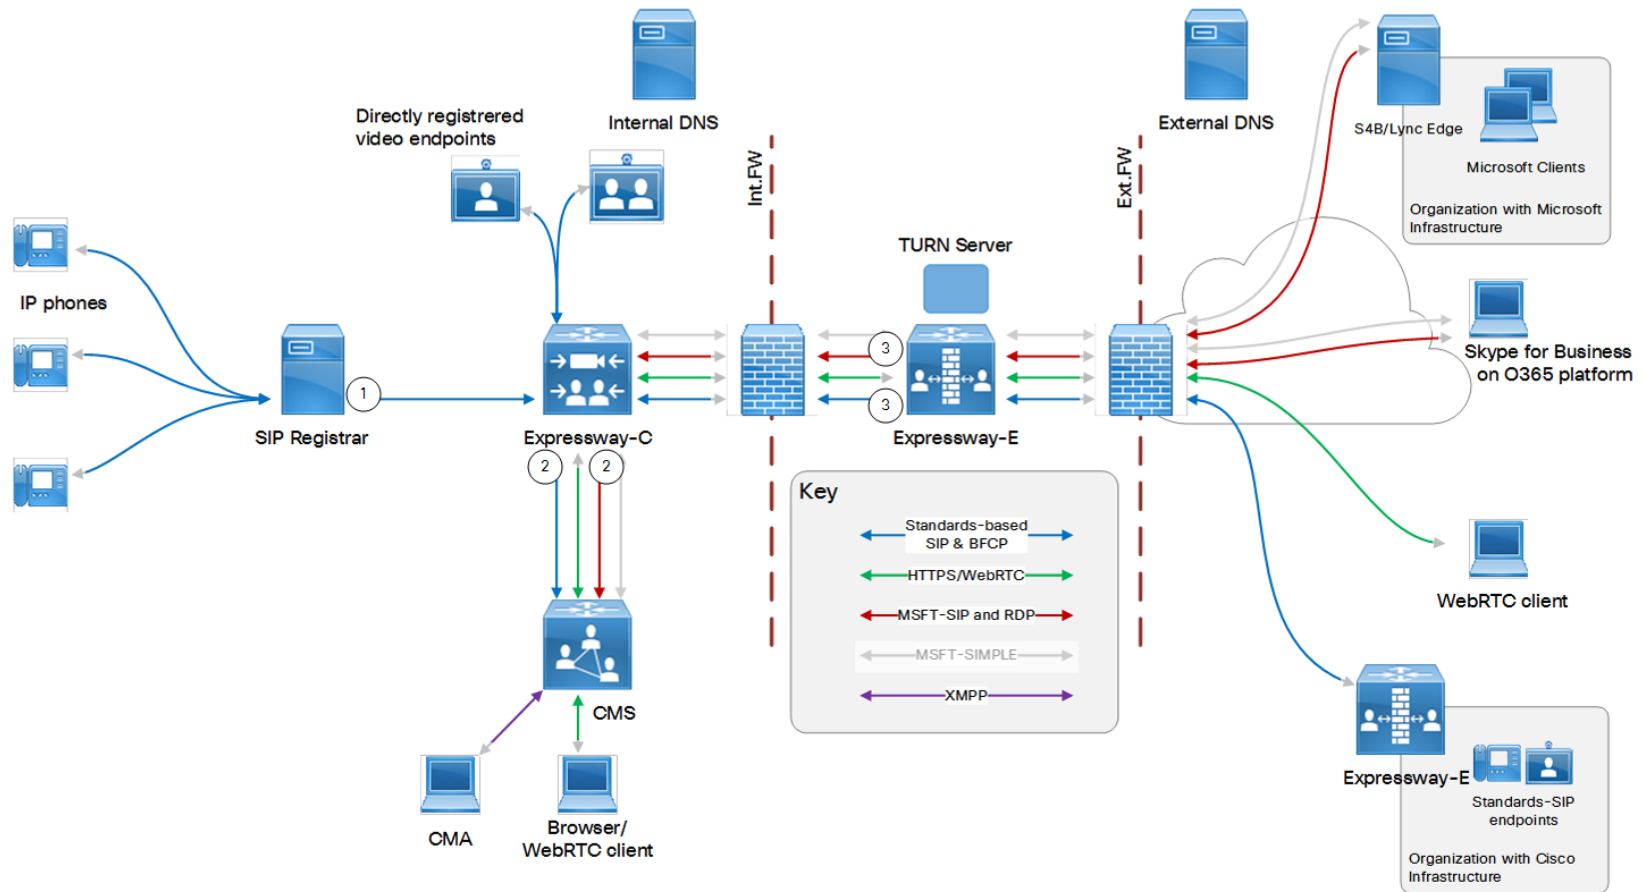 Directly registrered
video endpoints
Internal DNS
External DNS
S4B/Lync Edge
Microsoft Clients
Organization with Microsoft
Infrastructure
Int.FW
Ext.FW
TURN Server
IP phones
SIP Registrar
1
Expressway-C
3
3
Expressway-E
Skype for Business
on O365 platform
2
2
Key
Standards-based
SIP & BFCP
HTTPS/WebRTC
MSFT-SIP and RDP
MSFT-SIMPLE
XMPP
WebRTC client
CMS
CMA
Browser/
WebRTC client
Expressway-E
Standards-SIP
endpoints
Organization with Cisco
Infrastructure